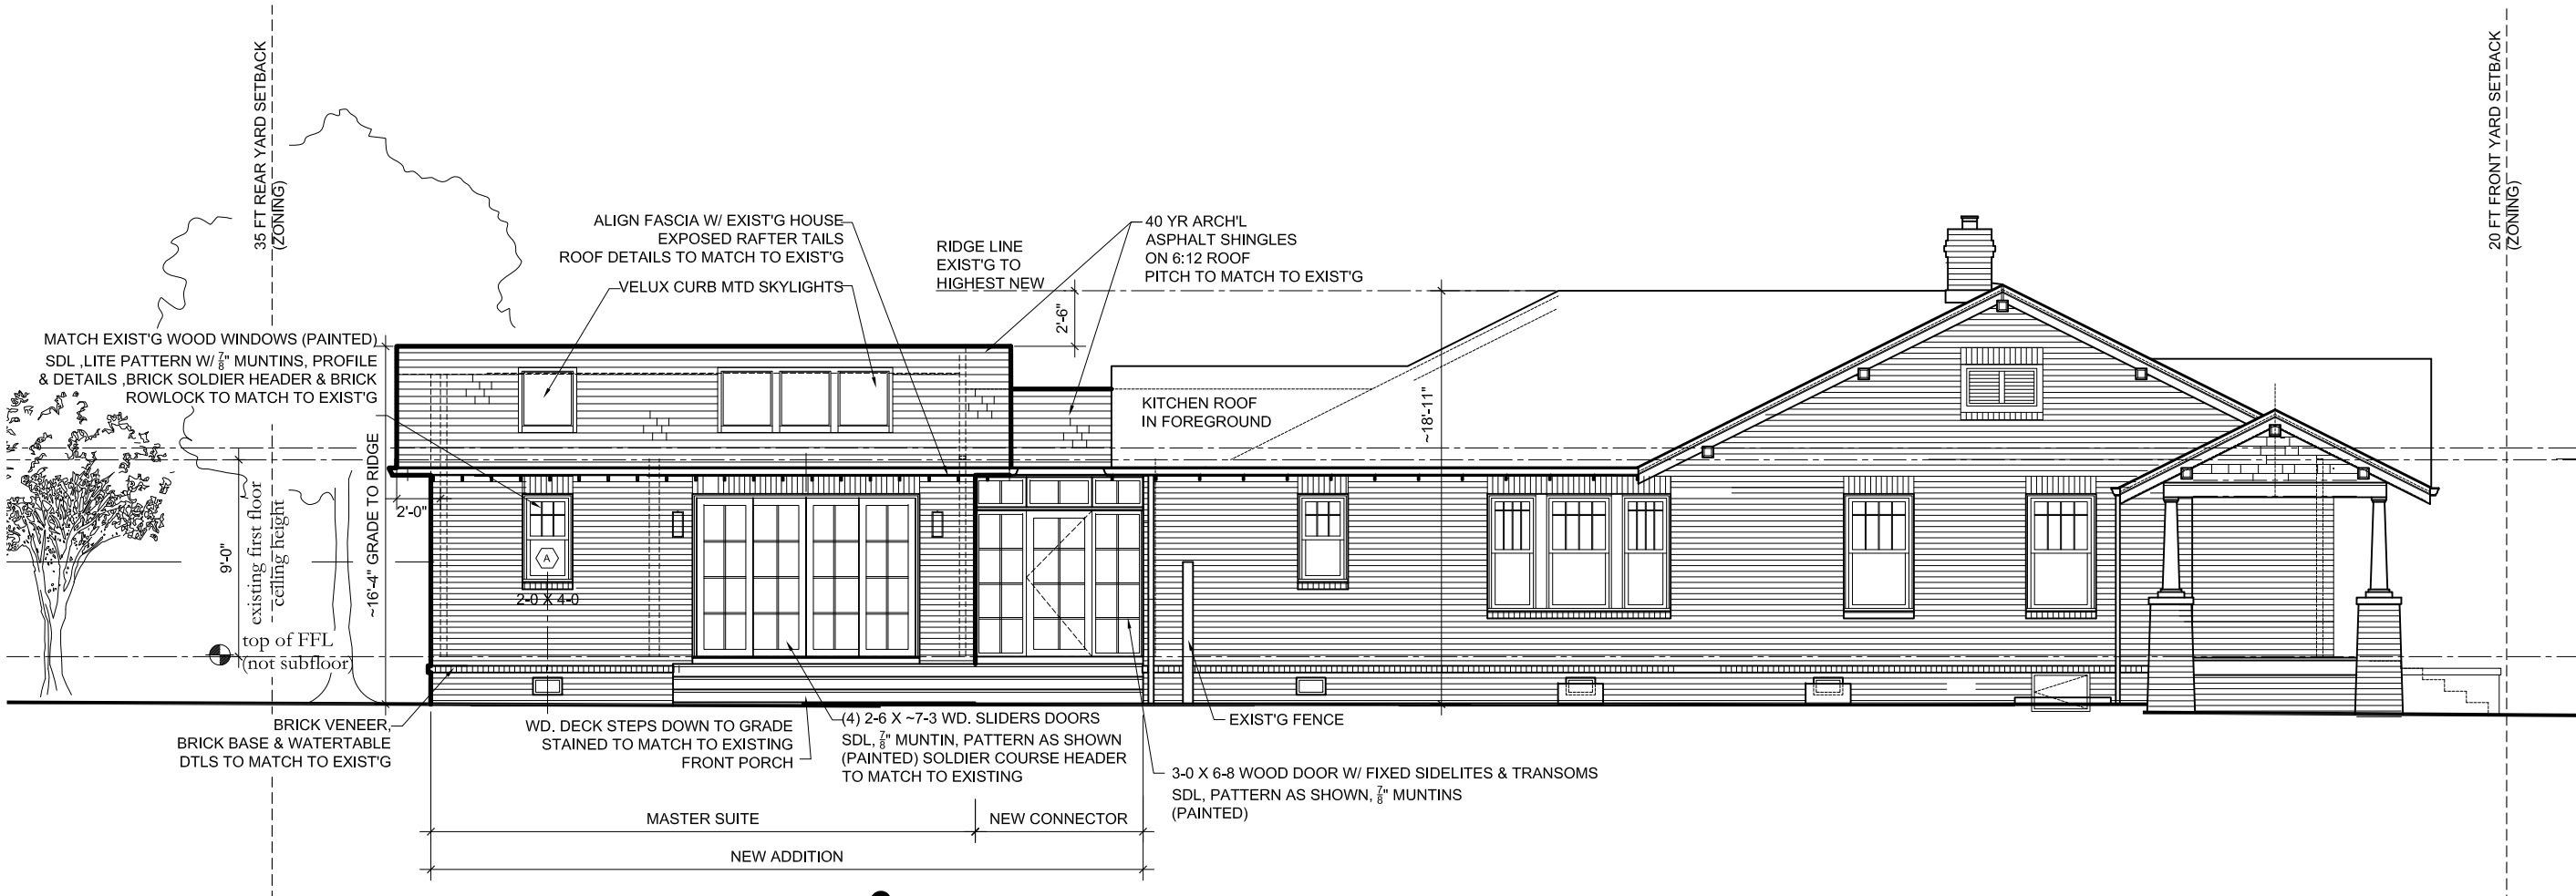 35 FT REAR YARD SETBACK
(ZONING)
20 FT FRONT YARD SETBACK
(ZONING)
ALIGN FASCIA W/ EXIST'G HOUSE
EXPOSED RAFTER TAILS
ROOF DETAILS TO MATCH TO EXIST'G
VELUX CURB MTD SKYLIGHTS
RIDGE LINE
EXIST'G TO
HIGHEST NEW
40 YR ARCH'L
ASPHALT SHINGLES
ON 6:12 ROOF
PITCH TO MATCH TO EXIST'G
2'-6"
MATCH EXIST'G WOOD WINDOWS (PAINTED)
SDL ,LITE PATTERN W/ 7/8" MUNTINS, PROFILE
& DETAILS ,BRICK SOLDIER HEADER & BRICK
ROWLOCK TO MATCH TO EXIST'G
KITCHEN ROOF
IN FOREGROUND
~18'-11"
~16'-4" GRADE TO RIDGE
2'-0"
9'-0"
existing first floor
ceiling height
top of FFL
(not subfloor)
A
2-0 X 4-0
BRICK VENEER,
BRICK BASE & WATERTABLE
DTLS TO MATCH TO EXIST'G
WD. DECK STEPS DOWN TO GRADE
STAINED TO MATCH TO EXISTING
FRONT PORCH
(4) 2-6 X ~7-3 WD. SLIDERS DOORS
SDL, 7/8" MUNTIN, PATTERN AS SHOWN
(PAINTED) SOLDIER COURSE HEADER
TO MATCH TO EXISTING
EXIST'G FENCE
3-0 X 6-8 WOOD DOOR W/ FIXED SIDELITES & TRANSOMS
SDL, PATTERN AS SHOWN, 7/8" MUNTINS
(PAINTED)
MASTER SUITE
NEW CONNECTOR
NEW ADDITION